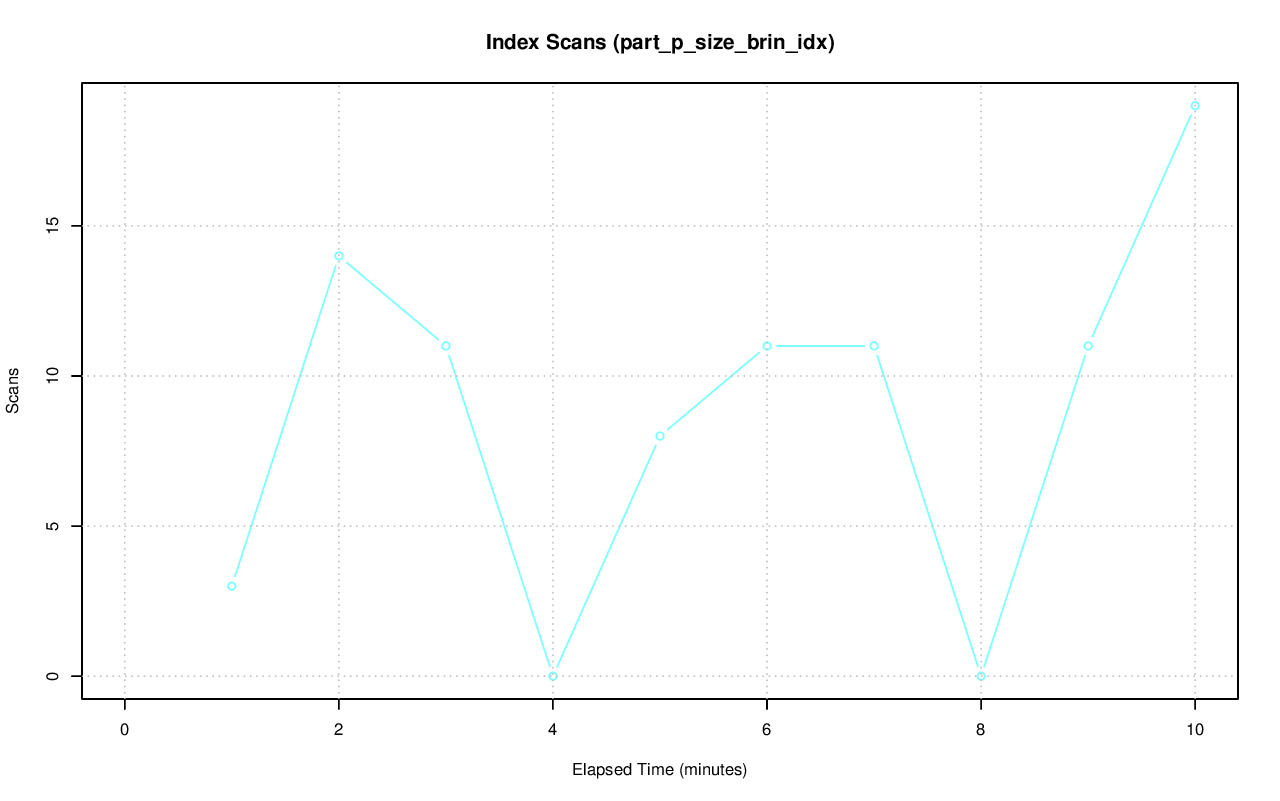 Index Scans (part_p_size_brin_idx)
15
10
5
0
Scans
0 2 4 6 8 10
Elapsed Time (minutes)